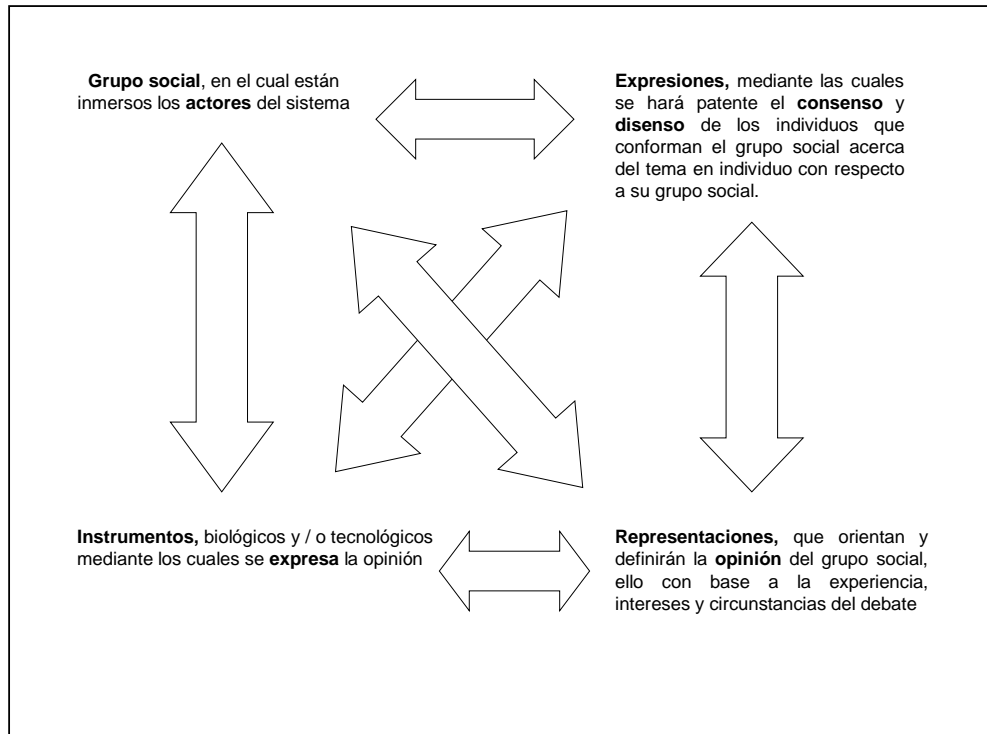 Grupo social, en el cual están
inmersos los actores del sistema
Expresiones, mediante las cuales
se hará patente el consenso y
disenso de los individuos que
conforman el grupo social acerca
del tema en individuo con respecto
a su grupo social.
Instrumentos, biológicos y / o tecnológicos
mediante los cuales se expresa la opinión
Representaciones, que orientan y
definirán la opinión del grupo social,
ello con base a la experiencia,
intereses y circunstancias del debate